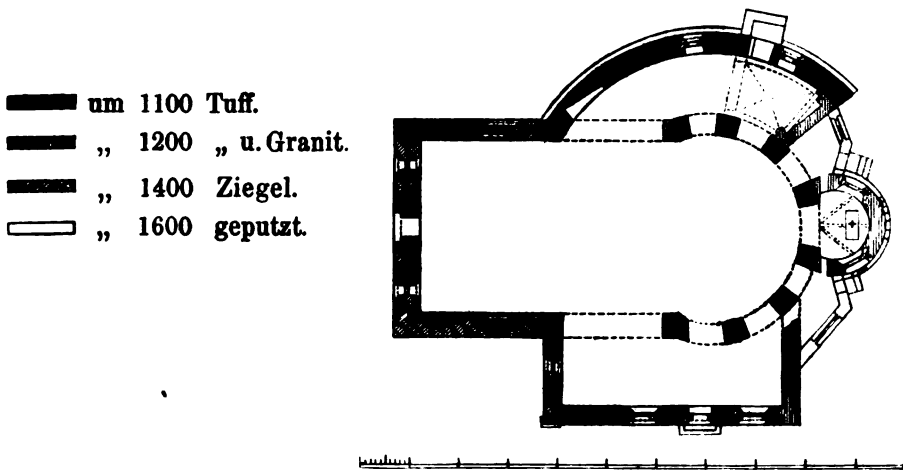 um 1100 Tuff.
„ 1200 „ u. Granit.
„ 1400 Ziegel.
„ 1600 geputzt.